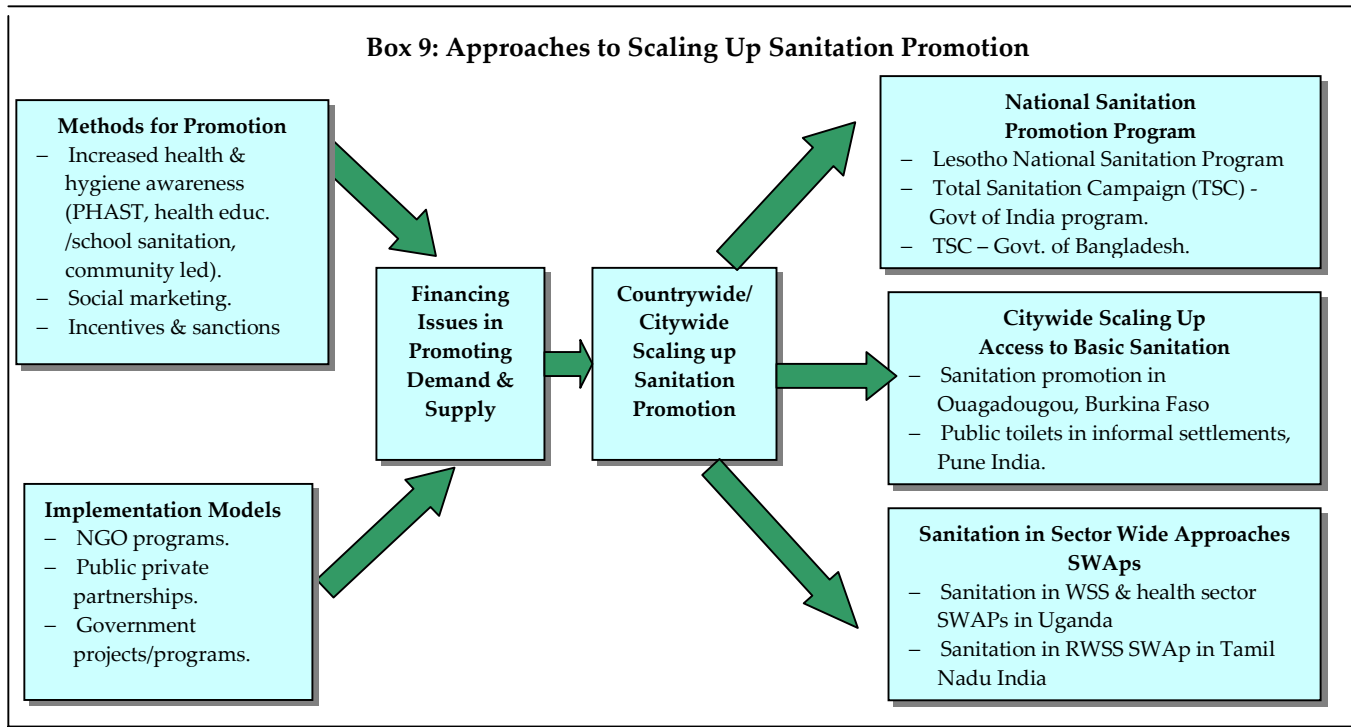 Box 9: Approaches to Scaling Up Sanitation Promotion
Methods for Promotion
– Increased health &
hygiene awareness
(PHAST, health educ.
/school sanitation,
community led).
– Social marketing.
– Incentives & sanctions
Implementation Models
– NGO programs.
– Public private
partnerships.
– Government
projects/programs.
Financing
Issues in
Promoting
Demand &
Supply
Countrywide/
Citywide
Scaling up
Sanitation
Promotion
National Sanitation
Promotion Program
– Lesotho National Sanitation Program
– Total Sanitation Campaign (TSC) -
Govt of India program.
– TSC – Govt. of Bangladesh.
Citywide Scaling Up
Access to Basic Sanitation
– Sanitation promotion in
Ouagadougou, Burkina Faso
– Public toilets in informal settlements,
Pune India.
Sanitation in Sector Wide Approaches
SWAps
– Sanitation in WSS & health sector
SWAPs in Uganda
– Sanitation in RWSS SWAp in Tamil
Nadu India